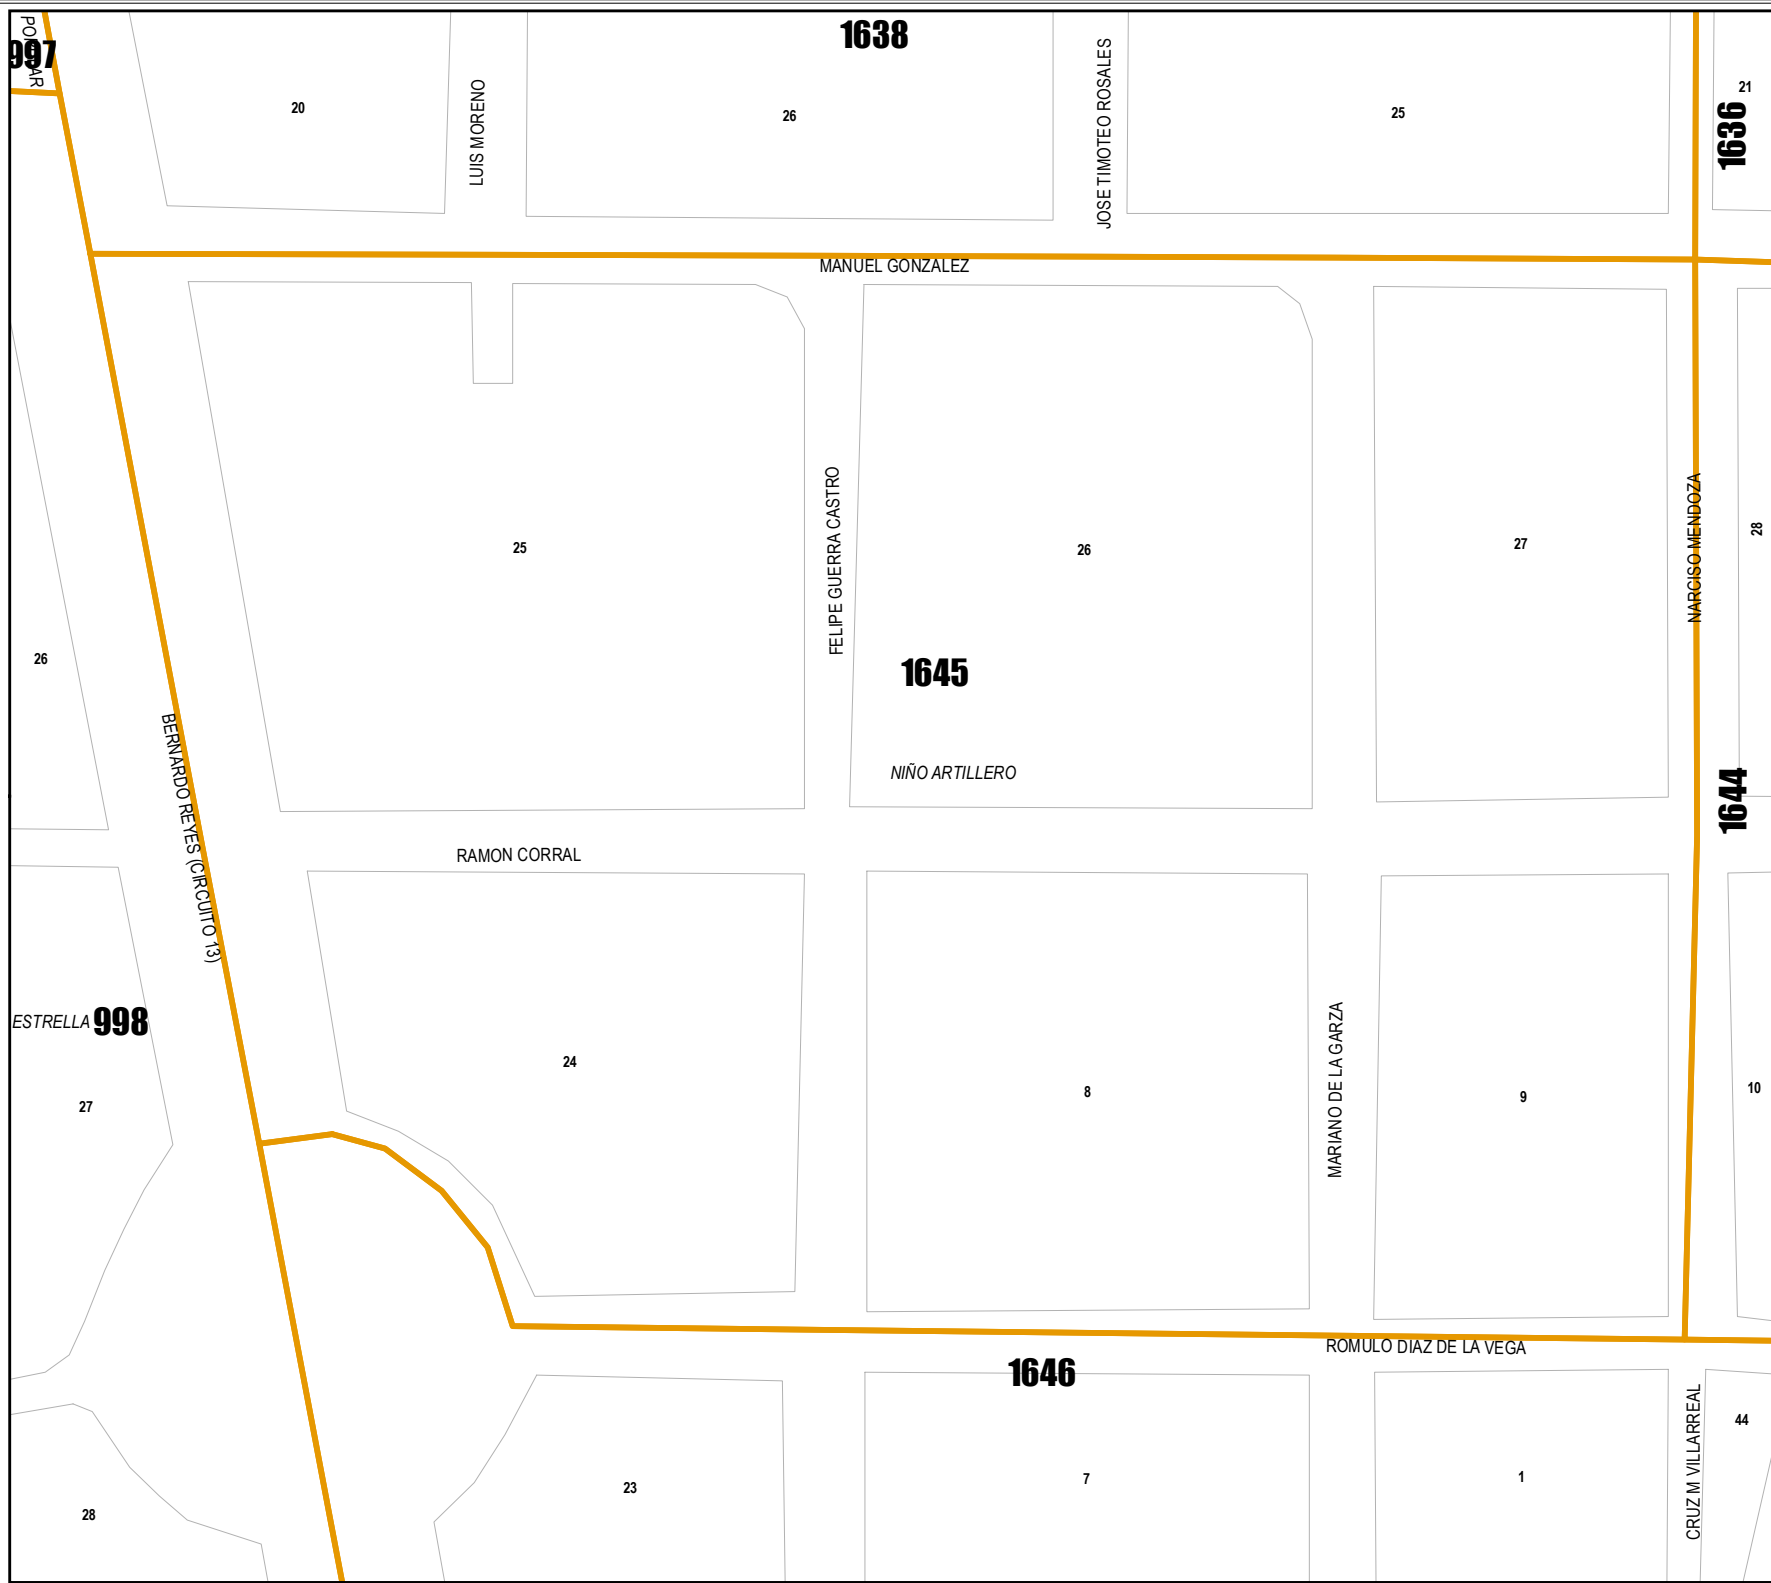 1638
997
20
LUIS MORENO
26
JOSE TIMOTEO ROSALES
25
21
1636
MANUEL GONZALEZ
25
FELIPE GUERRA CASTRO
26
27
NARCISO MENDOZA
28
26
1645
NIÑO ARTILLERO
1644
BERNARDO REYES (CIRCUITO 13)
RAMON CORRAL
ESTRELLA
998
27
24
8
MARIANO DE LA GARZA
9
10
ROMULO DIAZ DE LA VEGA
1646
28
23
7
1
CRUZ M VILLARREAL
44